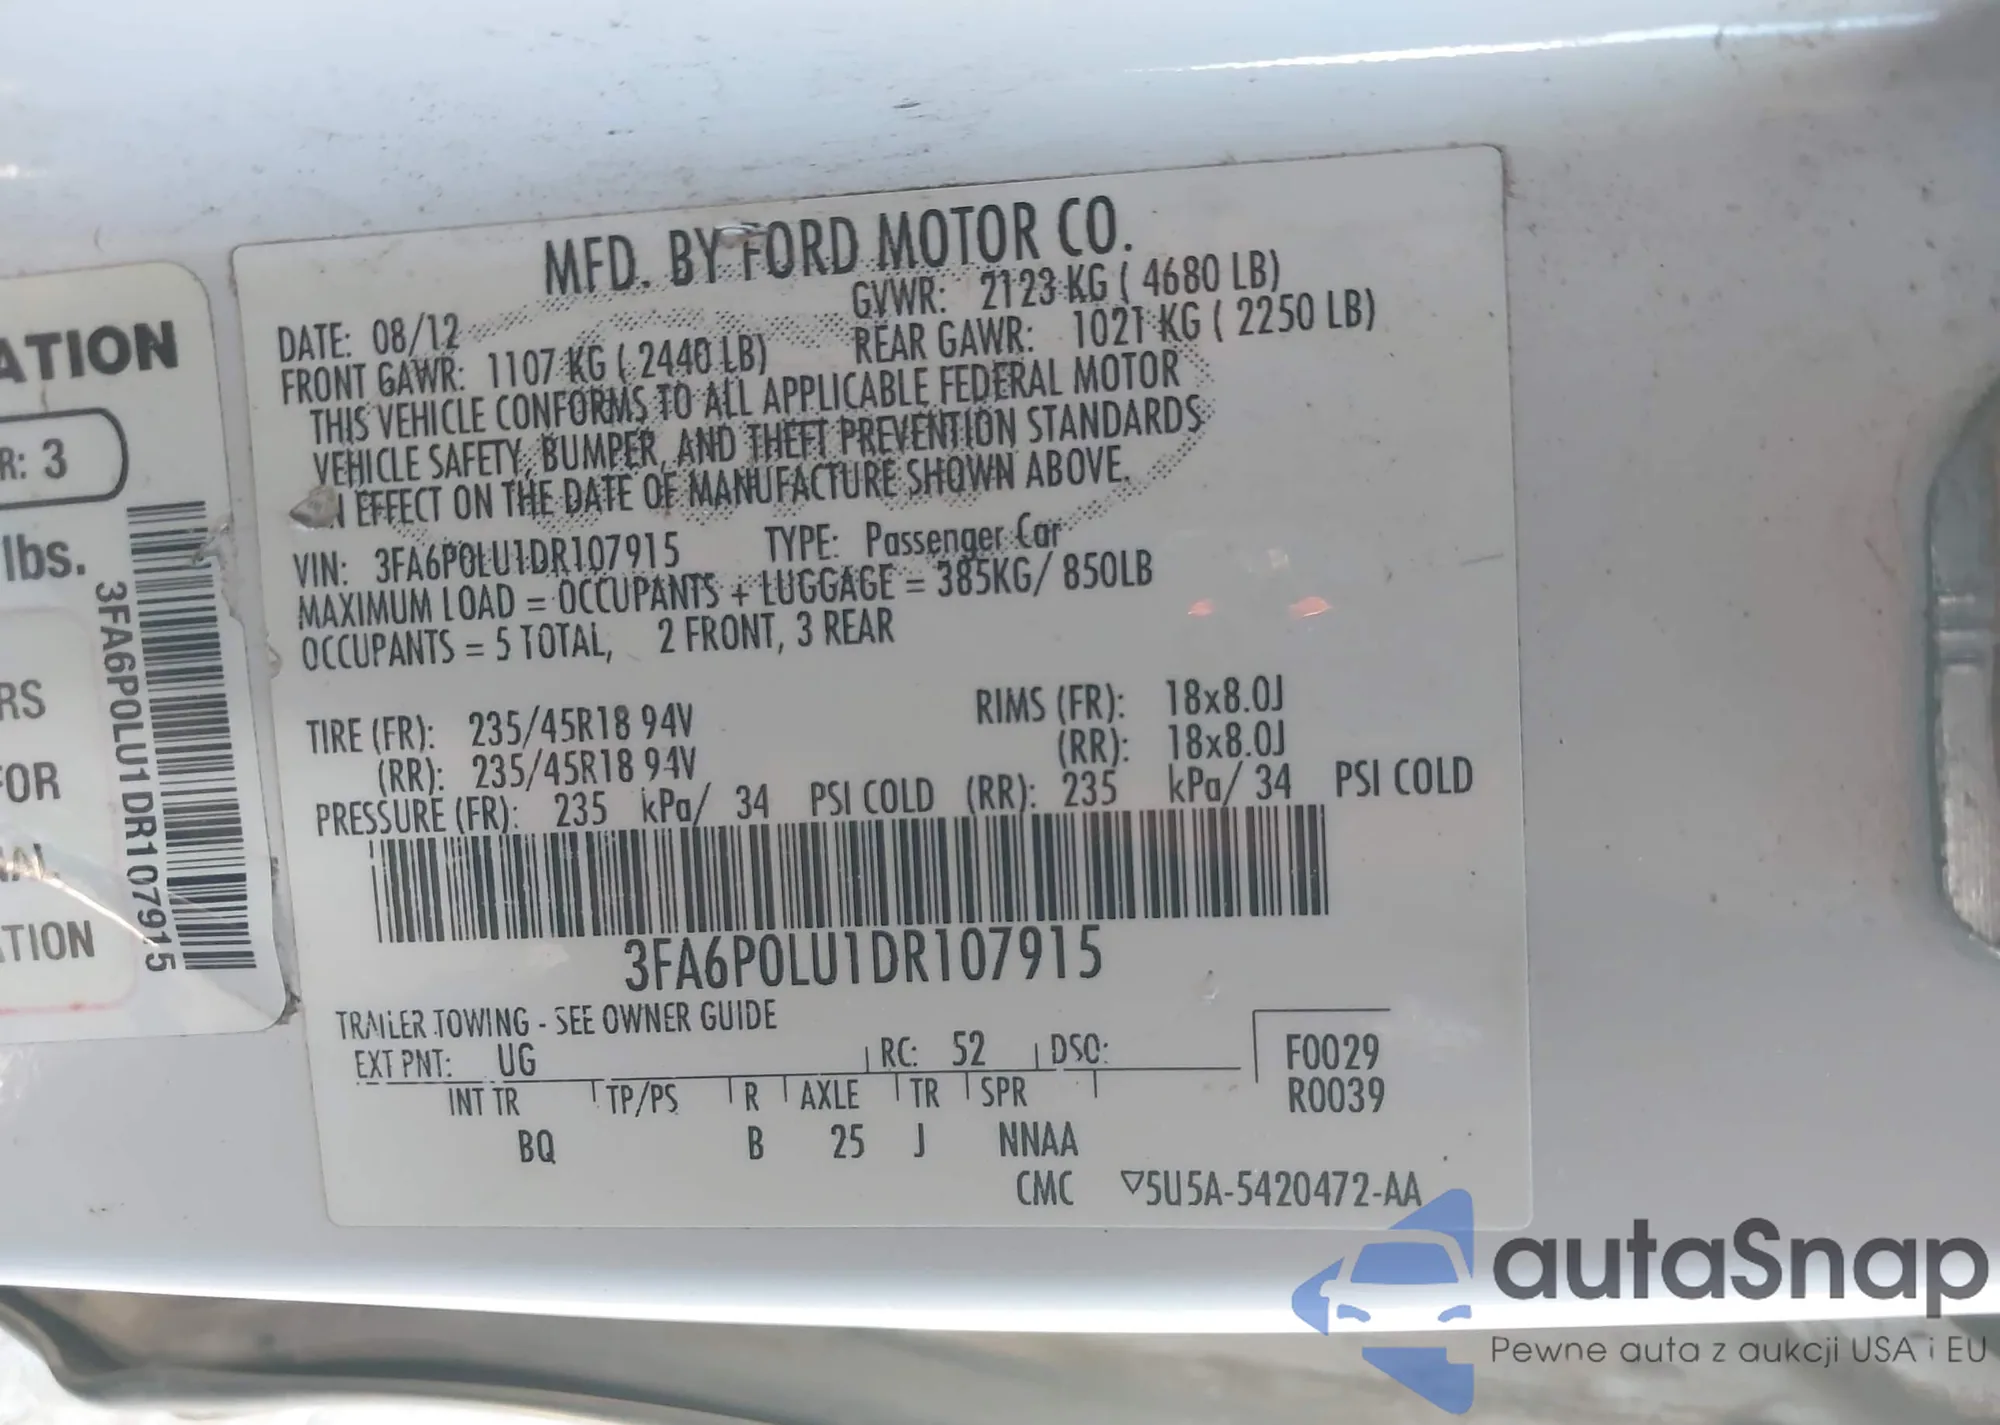 MFD. BY FORD MOTOR CO.
DATE: 08/12 GVWR: 2123 KG ( 4680 LB)
FRONT GAWR: 1107 KG ( 2440 LB) REAR GAWR: 1021 KG ( 2250 LB)
THIS VEHICLE CONFORMS TO ALL APPLICABLE FEDERAL MOTOR
VEHICLE SAFETY, BUMPER, AND THEFT PREVENTION STANDARDS
IN EFFECT ON THE DATE OF MANUFACTURE SHOWN ABOVE.
VIN: 3FA6P0LU1DR107915 TYPE: Passenger Car
MAXIMUM LOAD = OCCUPANTS + LUGGAGE = 385KG/ 850LB
OCCUPANTS = 5 TOTAL, 2 FRONT, 3 REAR
TIRE (FR): 235/45R18 94V RIMS (FR): 18x8.0J
(RR): 235/45R18 94V (RR): 18x8.0J
PRESSURE (FR): 235 kPa/ 34 PSI COLD (RR): 235 kPa/ 34 PSI COLD
3FA6P0LU1DR107915
TRAILER TOWING - SEE OWNER GUIDE
EXT PNT: UG RC: 52 DSO:
INT TR TP/PS R AXLE TR SPR
BQ B 25 J NNAA
F0029
R0039
CMC ▽5U5A-5420472-AA
ATION
R: 3
lbs.
RS
FOR
TION
3FA6P0LU1DR107915
autaSnap
Pewne auta z aukcji USA i EU